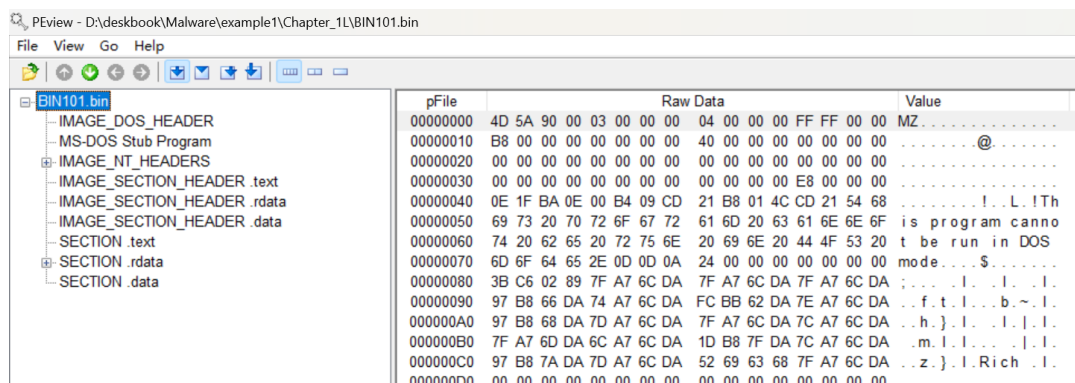 PEview - D:\deskbook\Malware\example1\Chapter_1L\BIN101.bin
File View Go Help
BIN101.bin
IMAGE_DOS_HEADER
MS-DOS Stub Program
IMAGE_NT_HEADERS
IMAGE_SECTION_HEADER .text
IMAGE_SECTION_HEADER .rdata
IMAGE_SECTION_HEADER .data
SECTION .text
SECTION .rdata
SECTION .data
pFile Raw Data Value
00000000 4D 5A 90 00 03 00 00 00 04 00 00 00 FF FF 00 00 MZ..............
00000010 B8 00 00 00 00 00 00 00 40 00 00 00 00 00 00 00 ........@.......
00000020 00 00 00 00 00 00 00 00 00 00 00 00 00 00 00 00 ................
00000030 00 00 00 00 00 00 00 00 00 00 00 00 E8 00 00 00 ................
00000040 0E 1F BA 0E 00 B4 09 CD 21 B8 01 4C CD 21 54 68 ........!..L.!Th
00000050 69 73 20 70 72 6F 67 72 61 6D 20 63 61 6E 6E 6F is program canno
00000060 74 20 62 65 20 72 75 6E 20 69 6E 20 44 4F 53 20 t be run in DOS
00000070 6D 6F 64 65 2E 0D 0D 0A 24 00 00 00 00 00 00 00 mode....$.......
00000080 3B C6 02 89 7F A7 6C DA 7F A7 6C DA 7F A7 6C DA ;... .l. .l. .l.
00000090 97 B8 66 DA 74 A7 6C DA FC BB 62 DA 7E A7 6C DA ..f.t.l...b.~.l.
000000A0 97 B8 68 DA 7D A7 6C DA 7F A7 6C DA 7C A7 6C DA ..h.}.l. .l.|.l.
000000B0 7F A7 6D DA 6C A7 6C DA 1D B8 7F DA 7C A7 6C DA .m.l.l... .|.l.
000000C0 97 B8 7A DA 7D A7 6C DA 52 69 63 68 7F A7 6C DA ..z.}.l.Rich .l.
000000D0 00 00 00 00 00 00 00 00 00 00 00 00 00 00 00 00